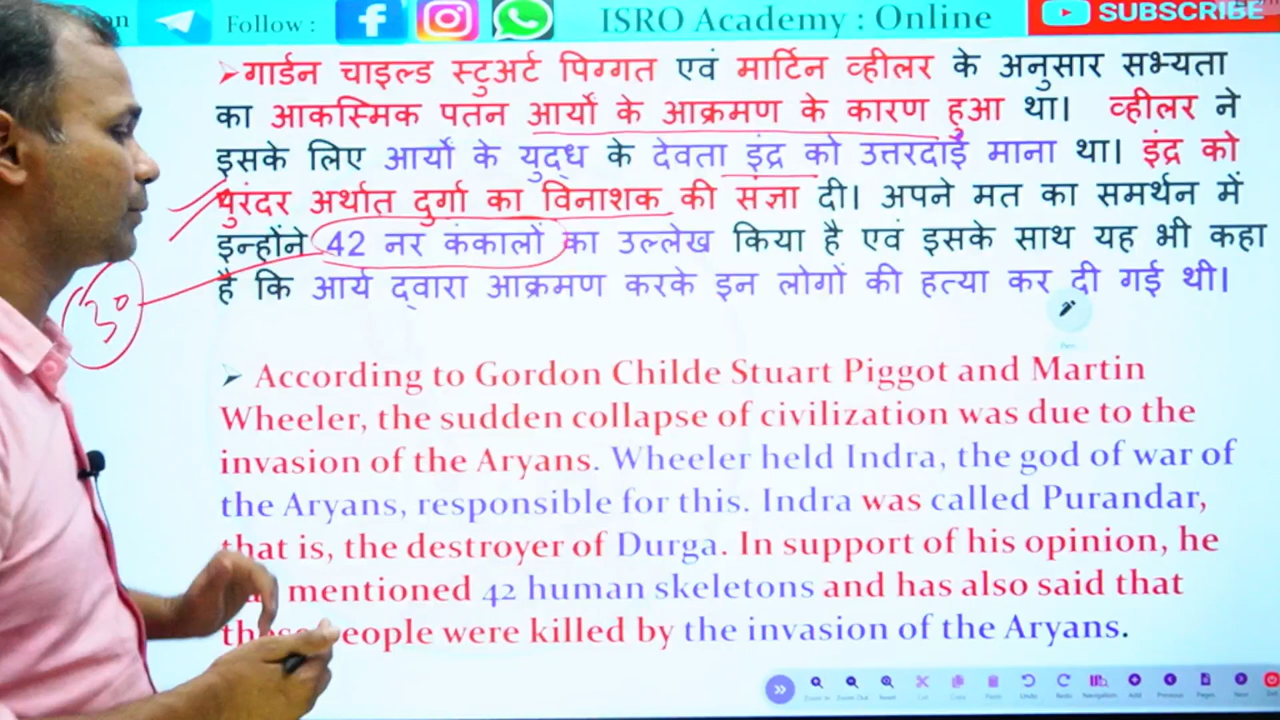 Follow :
ISRO Academy : Online
SUBSCRIBE
➤गार्डन चाइल्ड स्टुअर्ट पिग्गत एवं मार्टिन व्हीलर के अनुसार सभ्यता
का आकस्मिक पतन आर्यो के आक्रमण के कारण हुआ था। व्हीलर ने
इसके लिए आर्यो के युद्ध के देवता इंद्र को उत्तरदाई माना था। इंद्र को
पुरंदर अर्थात दुर्गा का विनाशक की संज्ञा दी। अपने मत का समर्थन में
इन्होंने 42 नर कंकालों का उल्लेख किया है एवं इसके साथ यह भी कहा
है कि आर्य द्वारा आक्रमण करके इन लोगों की हत्या कर दी गई थी।
30
➤ According to Gordon Childe Stuart Piggot and Martin
Wheeler, the sudden collapse of civilization was due to the
invasion of the Aryans. Wheeler held Indra, the god of war of
the Aryans, responsible for this. Indra was called Purandar,
that is, the destroyer of Durga. In support of his opinion, he
mentioned 42 human skeletons and has also said that
these people were killed by the invasion of the Aryans.